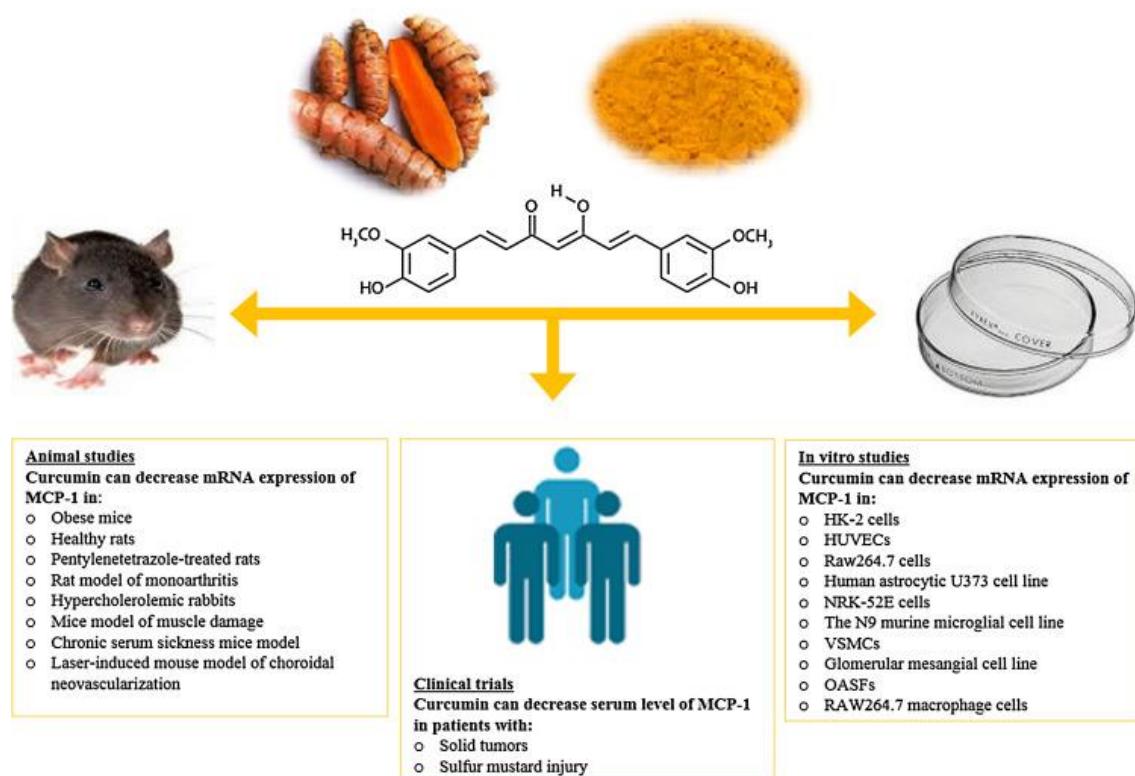 H
O
O
H₃CO
OCH₃
HO
OH
COVER
Animal studies
Curcumin can decrease mRNA expression of
MCP-1 in:
o Obese mice
o Healthy rats
o Pentylenetetrazole-treated rats
o Rat model of monoarthritis
o Hypercholerolemic rabbits
o Mice model of muscle damage
o Chronic serum sickness mice model
o Laser-induced mouse model of choroidal
neovascularization
Clinical trials
Curcumin can decrease serum level of MCP-1
in patients with:
o Solid tumors
o Sulfur mustard injury
In vitro studies
Curcumin can decrease mRNA expression of
MCP-1 in:
o HK-2 cells
o HUVECs
o Raw264.7 cells
o Human astrocytic U373 cell line
o NRK-52E cells
o The N9 murine microglial cell line
o VSMCs
o Glomerular mesangial cell line
o OASFs
o RAW264.7 macrophage cells